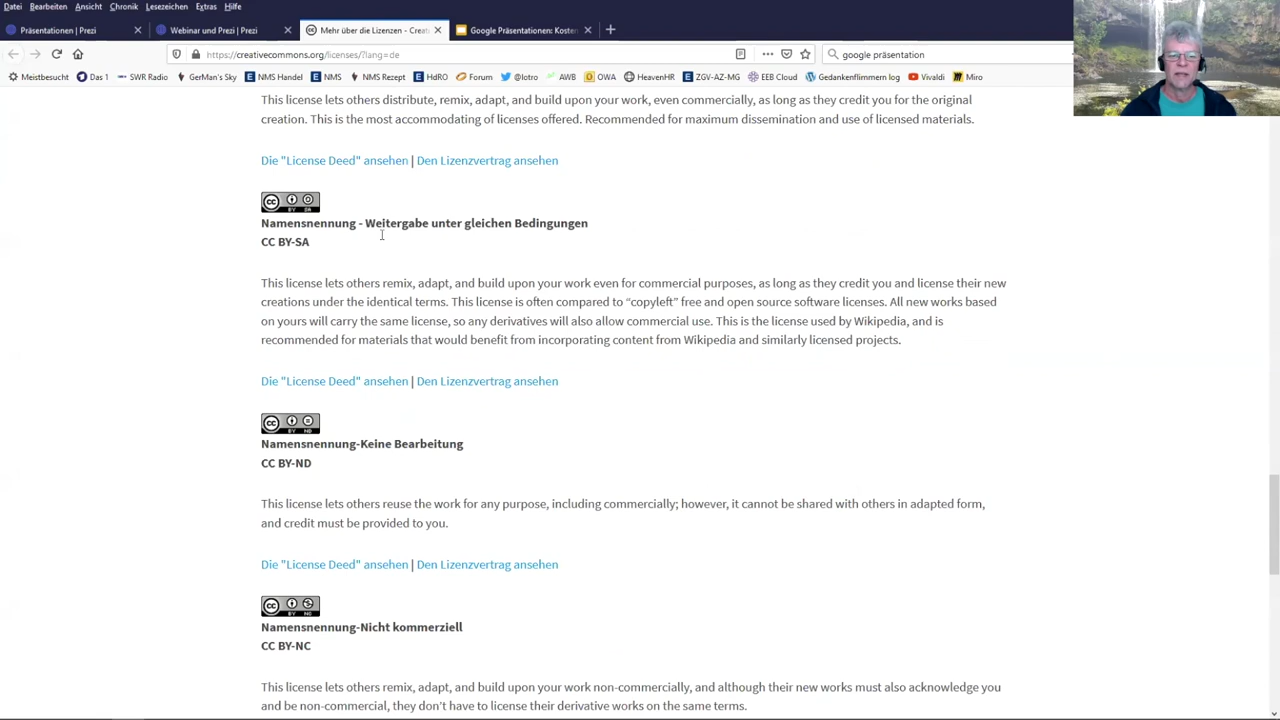 Datei Bearbeiten Ansicht Chronik Lesezeichen Extras Hilfe
Präsentationen | Prezi
Webinar und Prezi | Prezi
Mehr über die Lizenzen - Creati
Google Präsentationen: Kosten
https://creativecommons.org/licenses/?lang=de
google präsentation
Meistbesucht Das 1 SWR Radio GerMan's Sky NMS Handel NMS NMS Rezept HdRO Forum @lotro AWB OWA HeavenHR ZGV-AZ-MG EEB Cloud Gedankenflimmern log Vivaldi Miro
This license lets others distribute, remix, adapt, and build upon your work, even commercially, as long as they credit you for the original
creation. This is the most accommodating of licenses offered. Recommended for maximum dissemination and use of licensed materials.
Die "License Deed" ansehen | Den Lizenzvertrag ansehen
CC BY SA
Namensnennung - Weitergabe unter gleichen Bedingungen
CC BY-SA
This license lets others remix, adapt, and build upon your work even for commercial purposes, as long as they credit you and license their new
creations under the identical terms. This license is often compared to “copyleft” free and open source software licenses. All new works based
on yours will carry the same license, so any derivatives will also allow commercial use. This is the license used by Wikipedia, and is
recommended for materials that would benefit from incorporating content from Wikipedia and similarly licensed projects.
Die "License Deed" ansehen | Den Lizenzvertrag ansehen
CC BY ND
Namensnennung-Keine Bearbeitung
CC BY-ND
This license lets others reuse the work for any purpose, including commercially; however, it cannot be shared with others in adapted form,
and credit must be provided to you.
Die "License Deed" ansehen | Den Lizenzvertrag ansehen
CC BY NC
Namensnennung-Nicht kommerziell
CC BY-NC
This license lets others remix, adapt, and build upon your work non-commercially, and although their new works must also acknowledge you
and be non-commercial, they don’t have to license their derivative works on the same terms.